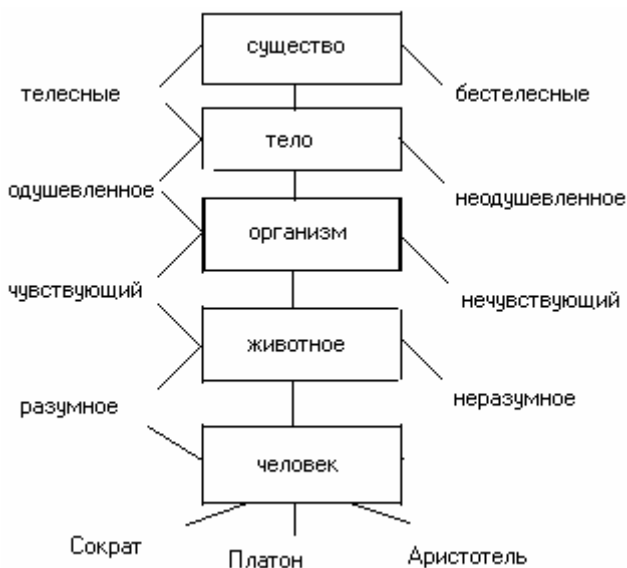 существо
телесные
бестелесные
тело
одушевленное
неодушевленное
организм
чувствующий
нечувствующий
животное
разумное
неразумное
человек
Сократ
Платон
Аристотель